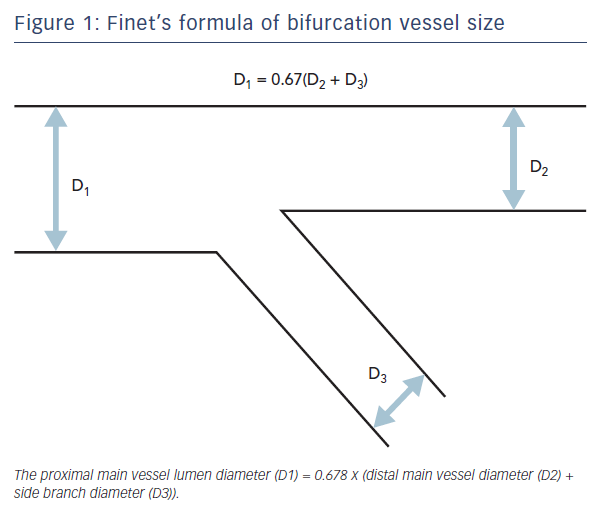 Figure 1: Finet's formula of bifurcation vessel size
D₁ = 0.67(D₂ + D₃)
D₁
D₂
D₃
The proximal main vessel lumen diameter (D1) = 0.678 x (distal main vessel diameter (D2) +
side branch diameter (D3)).